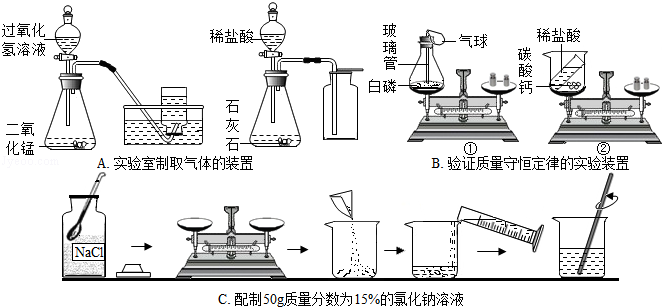 过氧化
氢溶液
二氧
化锰
稀盐酸
石
灰
石
A. 实验室制取气体的装置
玻
璃
管
气球
白磷
①
稀盐酸
碳
酸
钙
②
B. 验证质量守恒定律的实验装置
NaCl
C. 配制50g质量分数为15%的氯化钠溶液